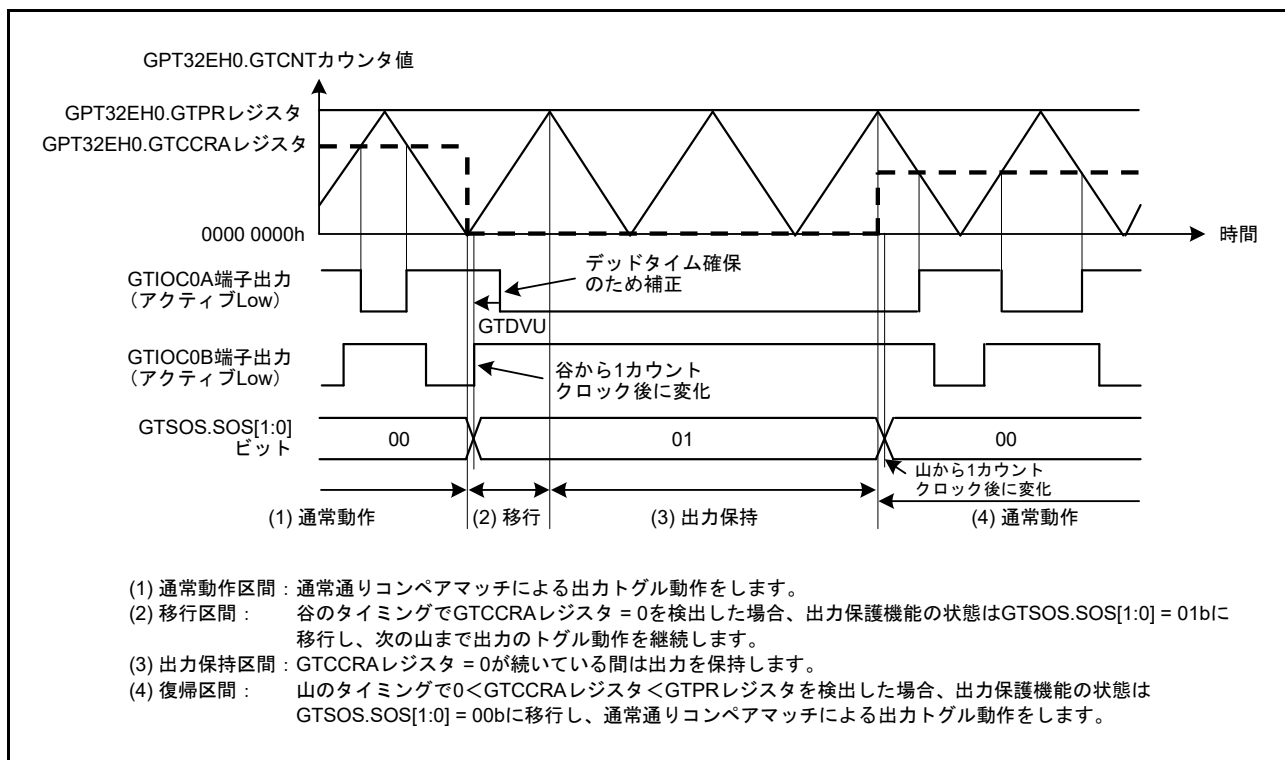 GPT32EH0.GTCNTカウンタ値
GPT32EH0.GTPRレジスタ
GPT32EH0.GTCCRAレジスタ
0000 0000h
時間
GTIOC0A端子出力
（アクティブLow）
デッドタイム確保
のため補正
GTDVU
GTIOC0B端子出力
（アクティブLow）
谷から1カウント
クロック後に変化
GTSOS.SOS[1:0]
ビット
00
01
00
山から1カウント
クロック後に変化
(1) 通常動作
(2) 移行
(3) 出力保持
(4) 通常動作
(1) 通常動作区間：通常通りコンペアマッチによる出力トグル動作をします。
(2) 移行区間： 谷のタイミングでGTCCRAレジスタ = 0を検出した場合、出力保護機能の状態はGTSOS.SOS[1:0] = 01bに
移行し、次の山まで出力のトグル動作を継続します。
(3) 出力保持区間：GTCCRAレジスタ = 0が続いている間は出力を保持します。
(4) 復帰区間： 山のタイミングで0＜GTCCRAレジスタ＜GTPRレジスタを検出した場合、出力保護機能の状態は
GTSOS.SOS[1:0] = 00bに移行し、通常通りコンペアマッチによる出力トグル動作をします。